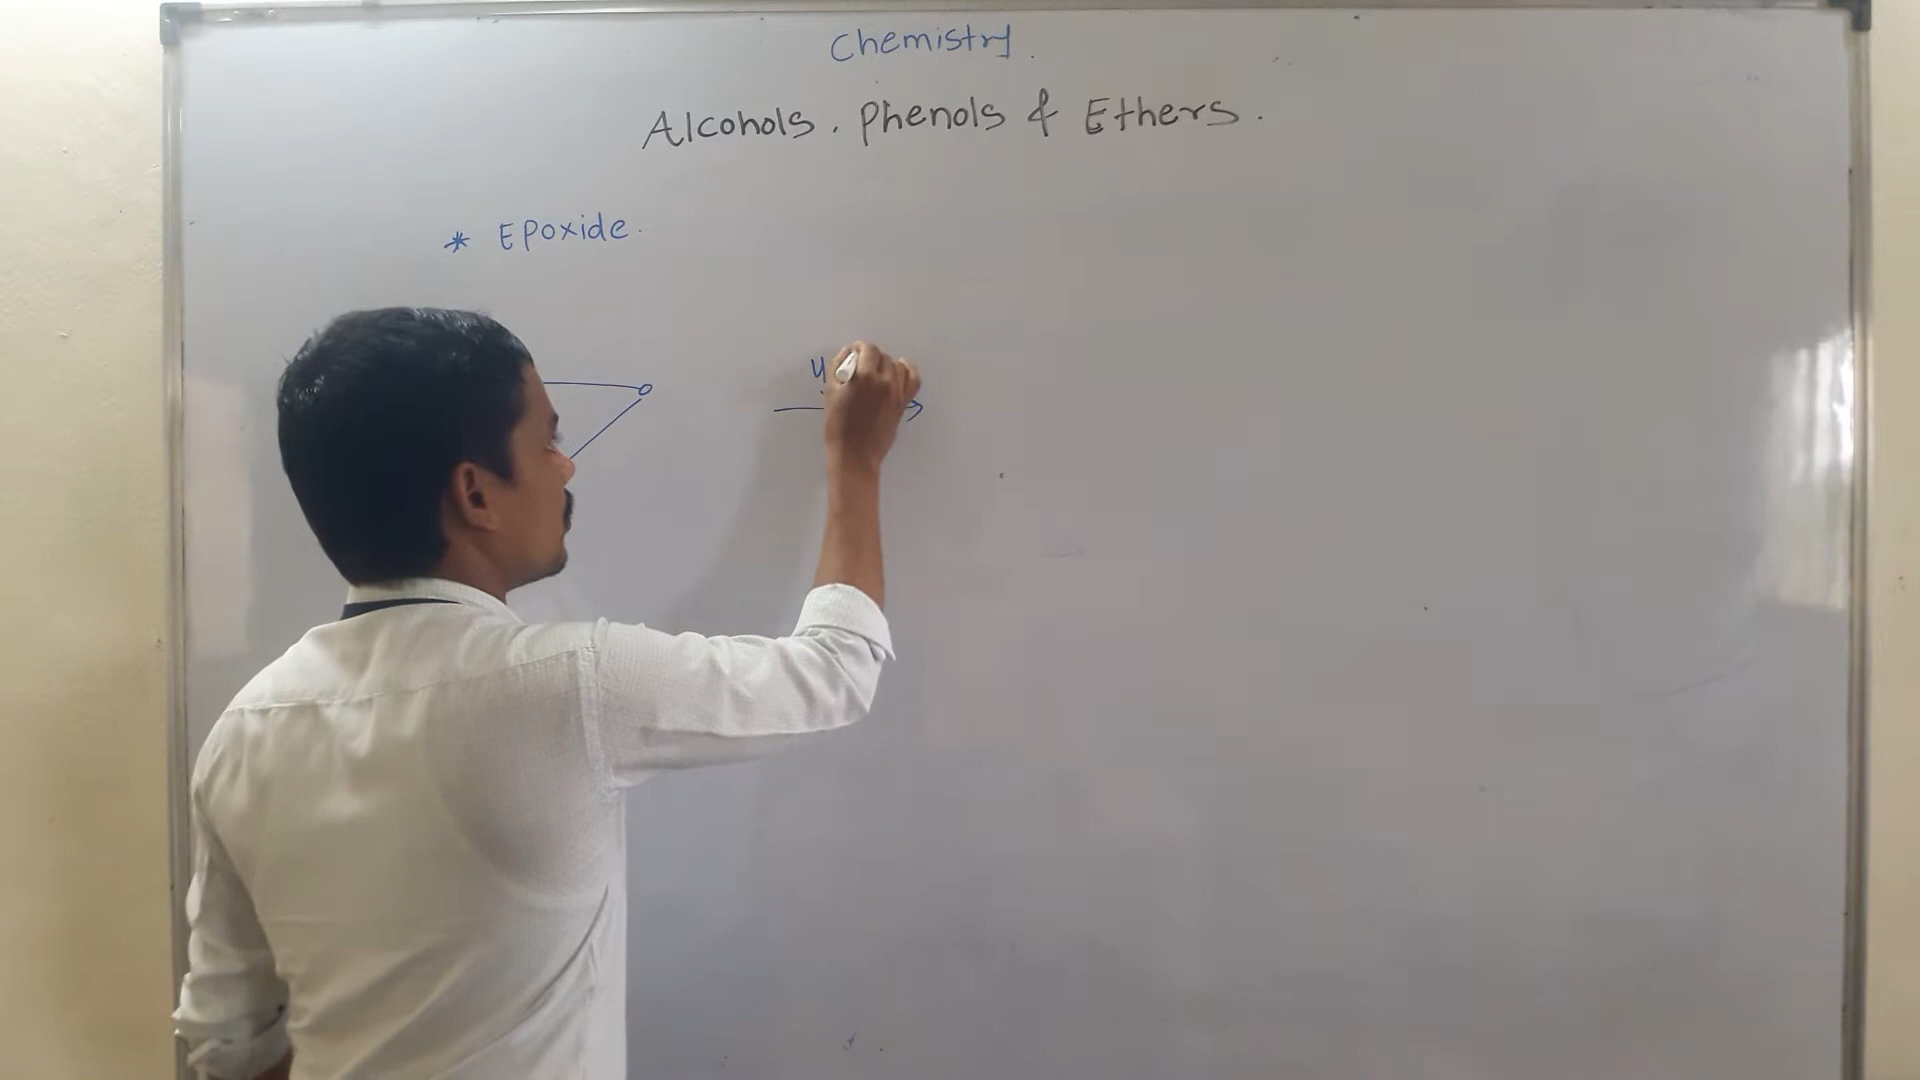 Chemistry.
Alcohols, Phenols & Ethers.
* Epoxide.
O